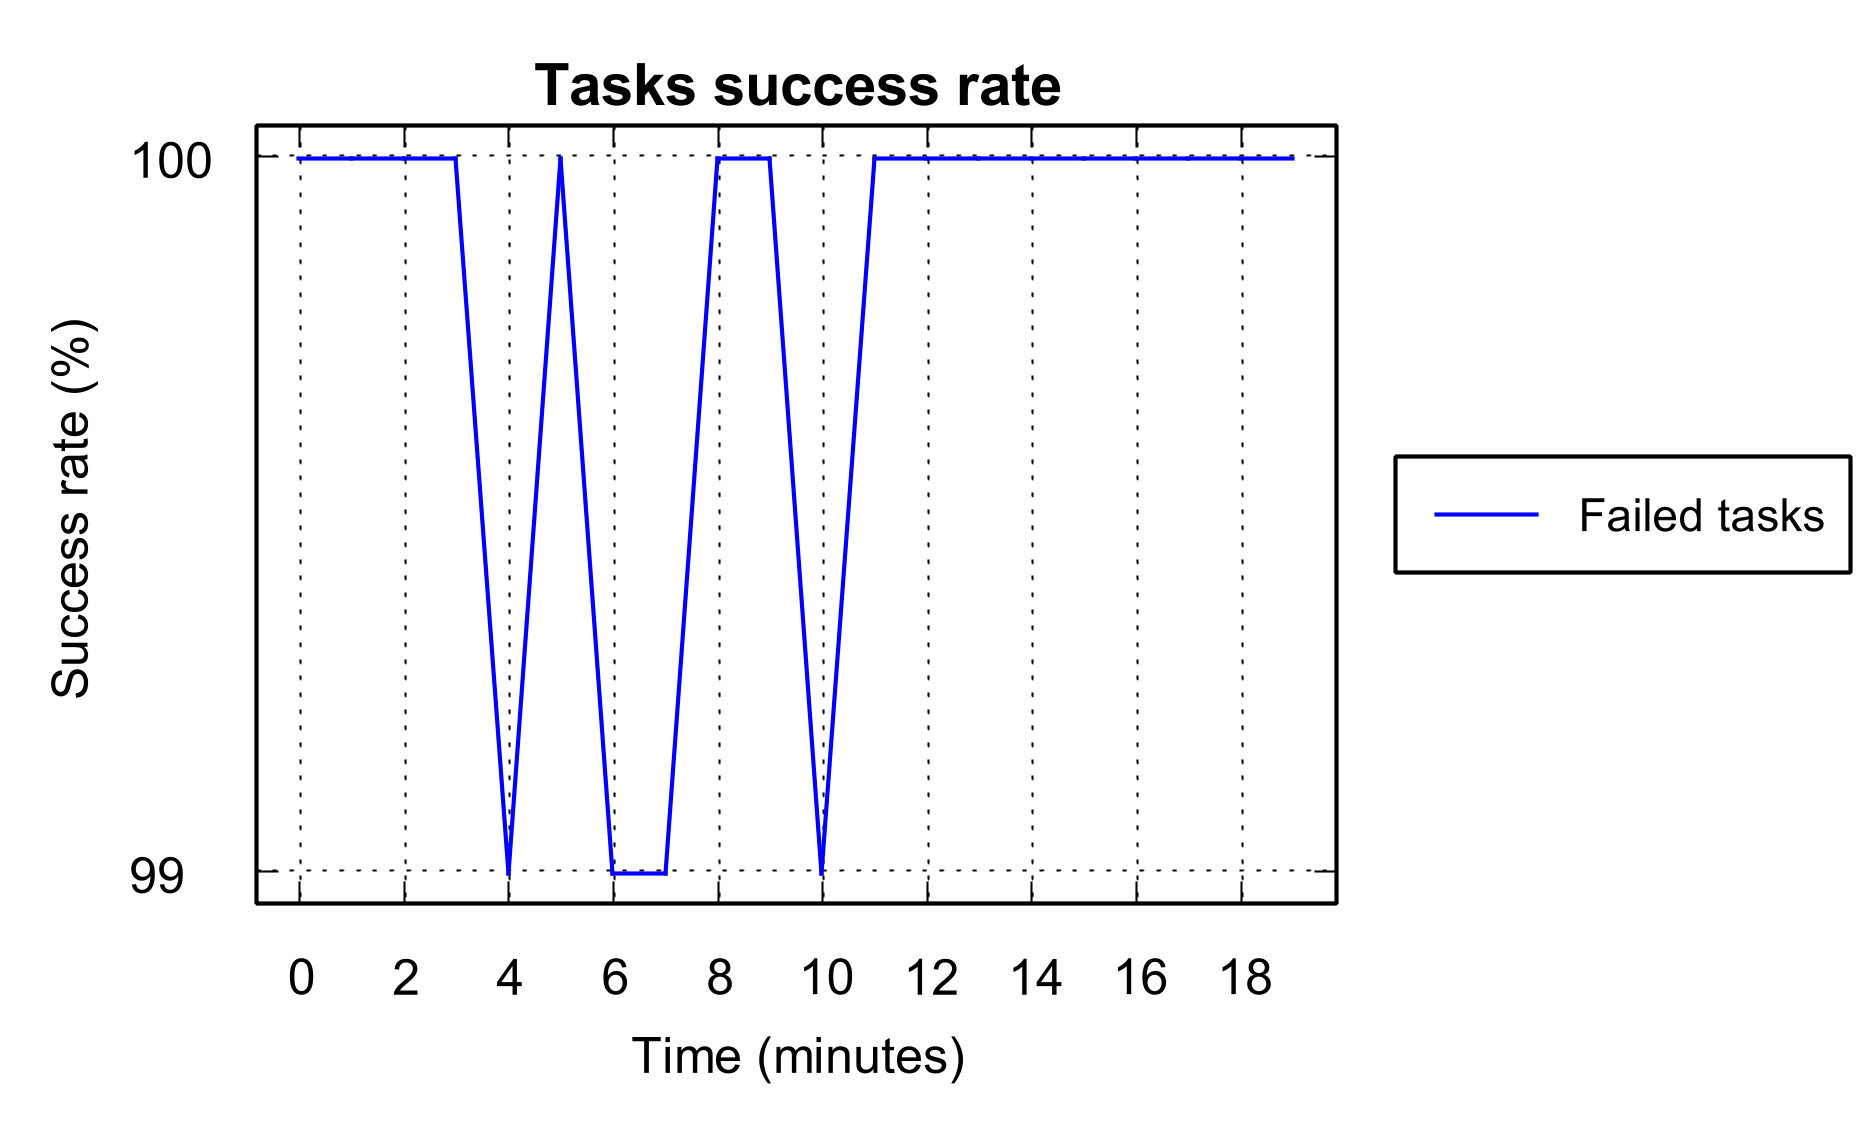 Tasks success rate
100
99
Success rate (%)
0 2 4 6 8 10 12 14 16 18
Time (minutes)
Failed tasks